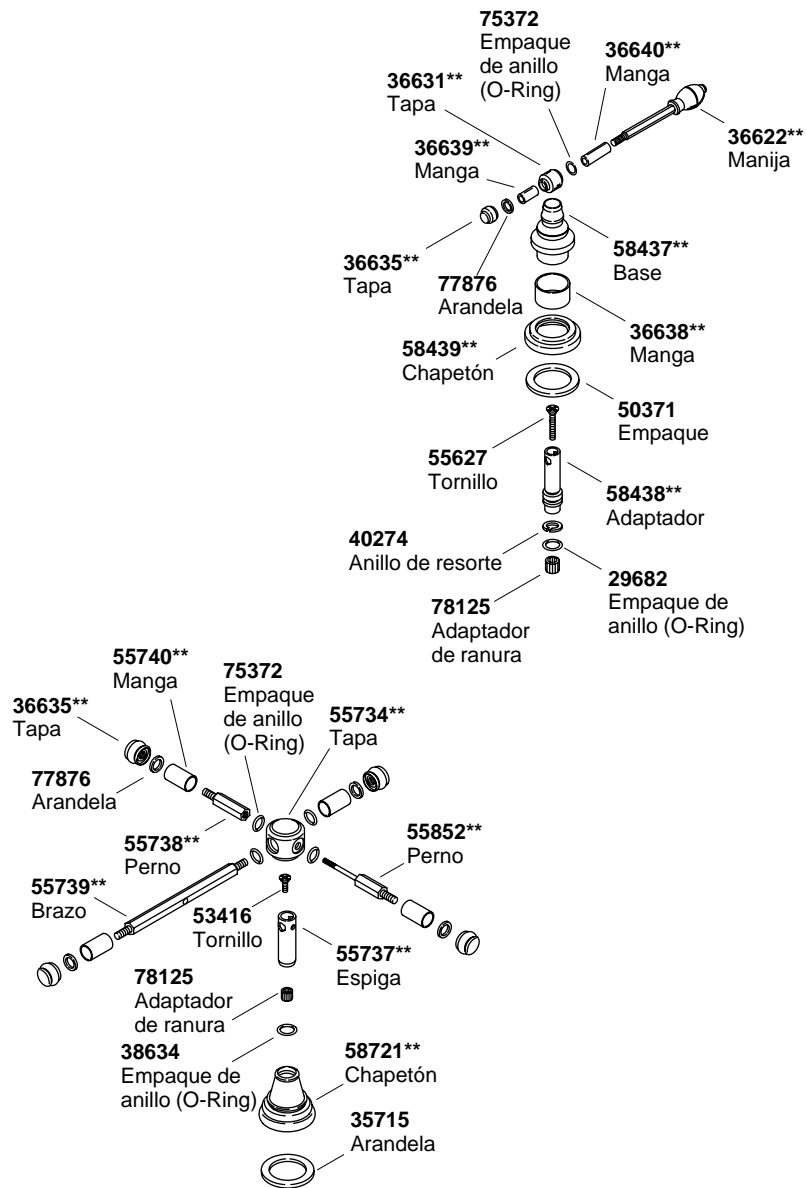 75372
Empaque
de anillo
(O-Ring)
36640**
Manga
36631**
Tapa
36622**
Manija
36639**
Manga
36635**
Tapa
77876
Arandela
58437**
Base
36638**
Manga
58439**
Chapetón
50371
Empaque
55627
Tornillo
58438**
Adaptador
40274
Anillo de resorte
29682
Empaque de
anillo (O-Ring)
78125
Adaptador
de ranura
55740**
Manga
75372
Empaque
de anillo
(O-Ring)
55734**
Tapa
36635**
Tapa
77876
Arandela
55738**
Perno
55852**
Perno
55739**
Brazo
53416
Tornillo
55737**
Espiga
78125
Adaptador
de ranura
38634
Empaque de
anillo (O-Ring)
58721**
Chapetón
35715
Arandela